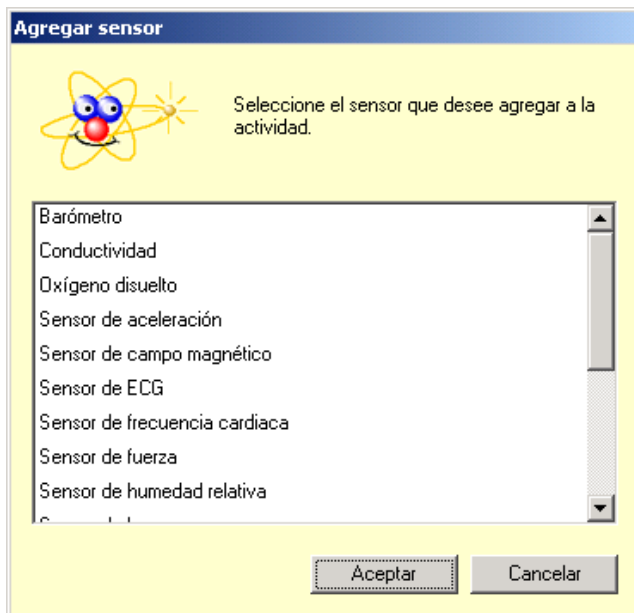 Agregar sensor
Seleccione el sensor que desee agregar a la
actividad.
Barómetro
Conductividad
Oxígeno disuelto
Sensor de aceleración
Sensor de campo magnético
Sensor de ECG
Sensor de frecuencia cardiaca
Sensor de fuerza
Sensor de humedad relativa
Aceptar
Cancelar